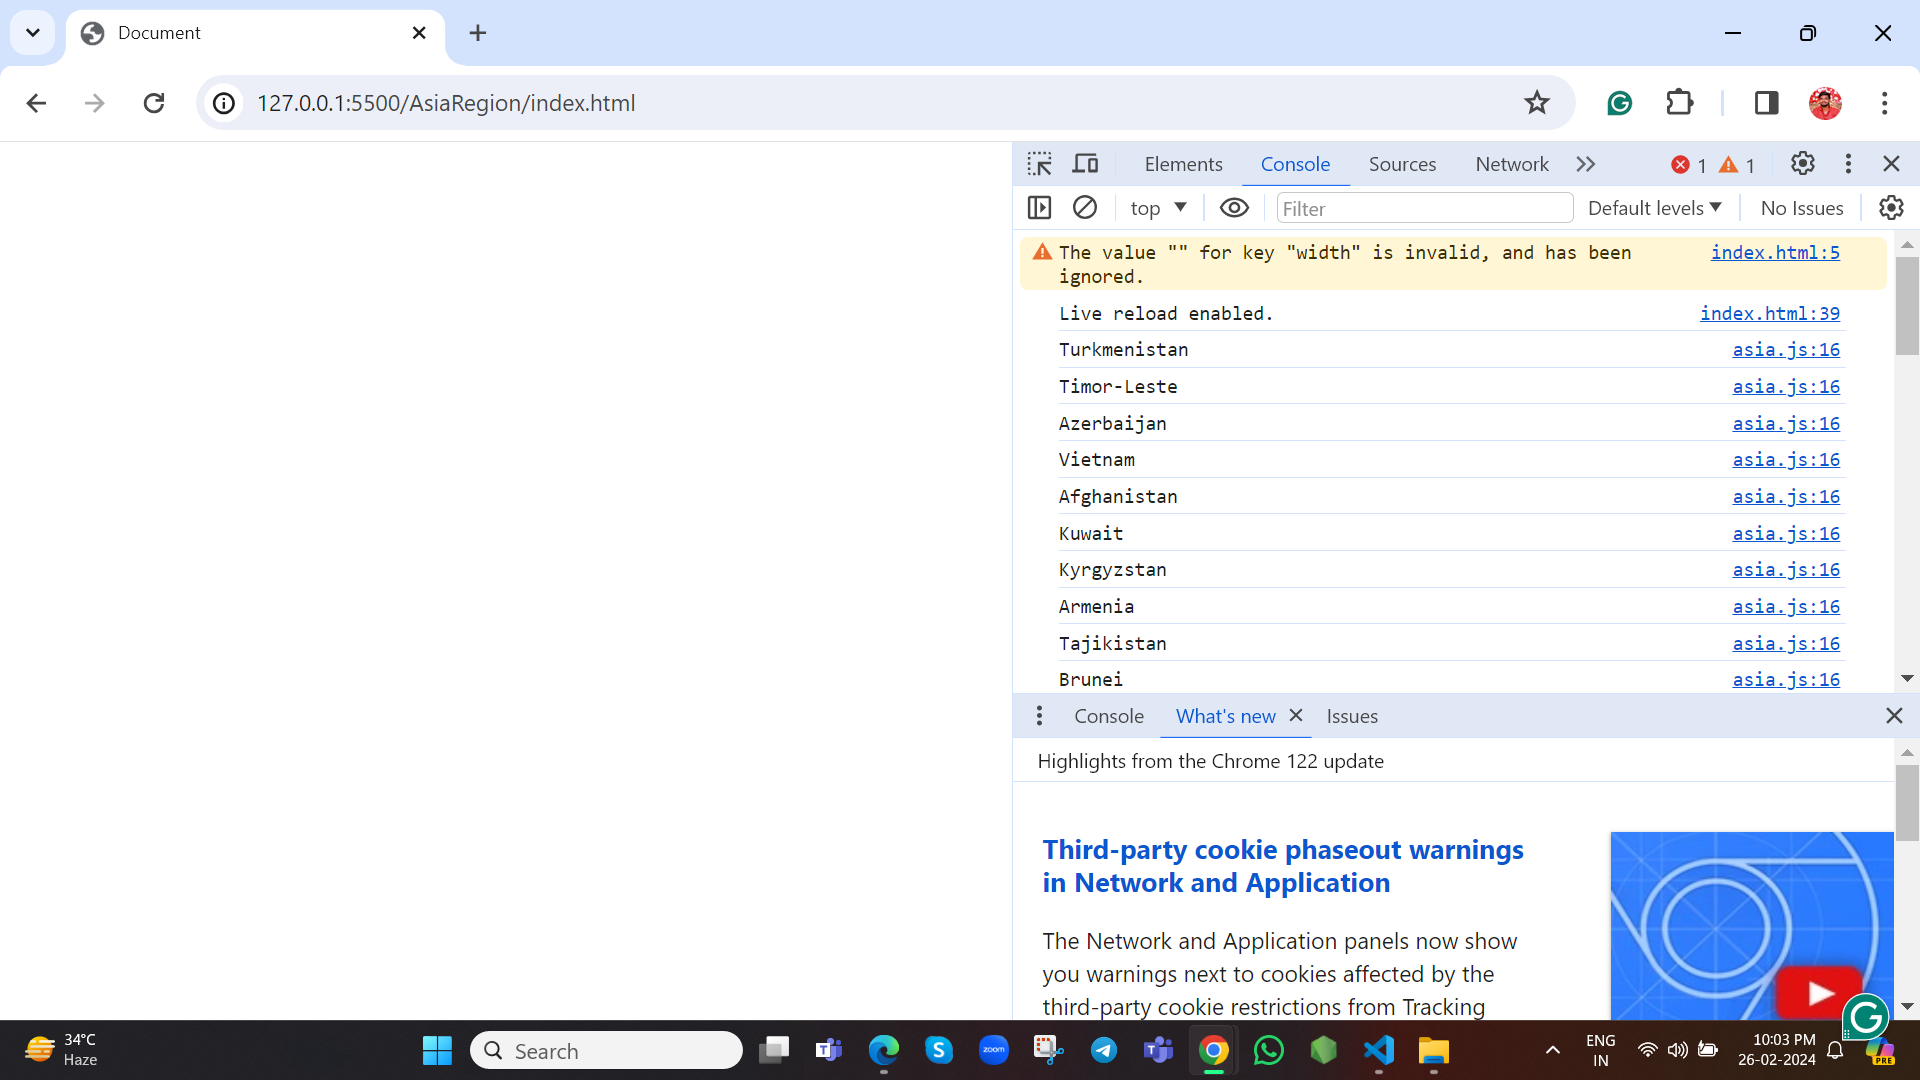 Document
127.0.0.1:5500/AsiaRegion/index.html
Elements Console Sources Network 1 1
top Filter Default levels No Issues
The value "" for key "width" is invalid, and has been index.html:5
ignored.
Live reload enabled. index.html:39
Turkmenistan asia.js:16
Timor-Leste asia.js:16
Azerbaijan asia.js:16
Vietnam asia.js:16
Afghanistan asia.js:16
Kuwait asia.js:16
Kyrgyzstan asia.js:16
Armenia asia.js:16
Tajikistan asia.js:16
Brunei asia.js:16
Console What's new Issues
Highlights from the Chrome 122 update
Third-party cookie phaseout warnings
in Network and Application
The Network and Application panels now show
you warnings next to cookies affected by the
third-party cookie restrictions from Tracking
34°C
Haze
Search
zoom
ENG
IN
10:03 PM
26-02-2024
PRE